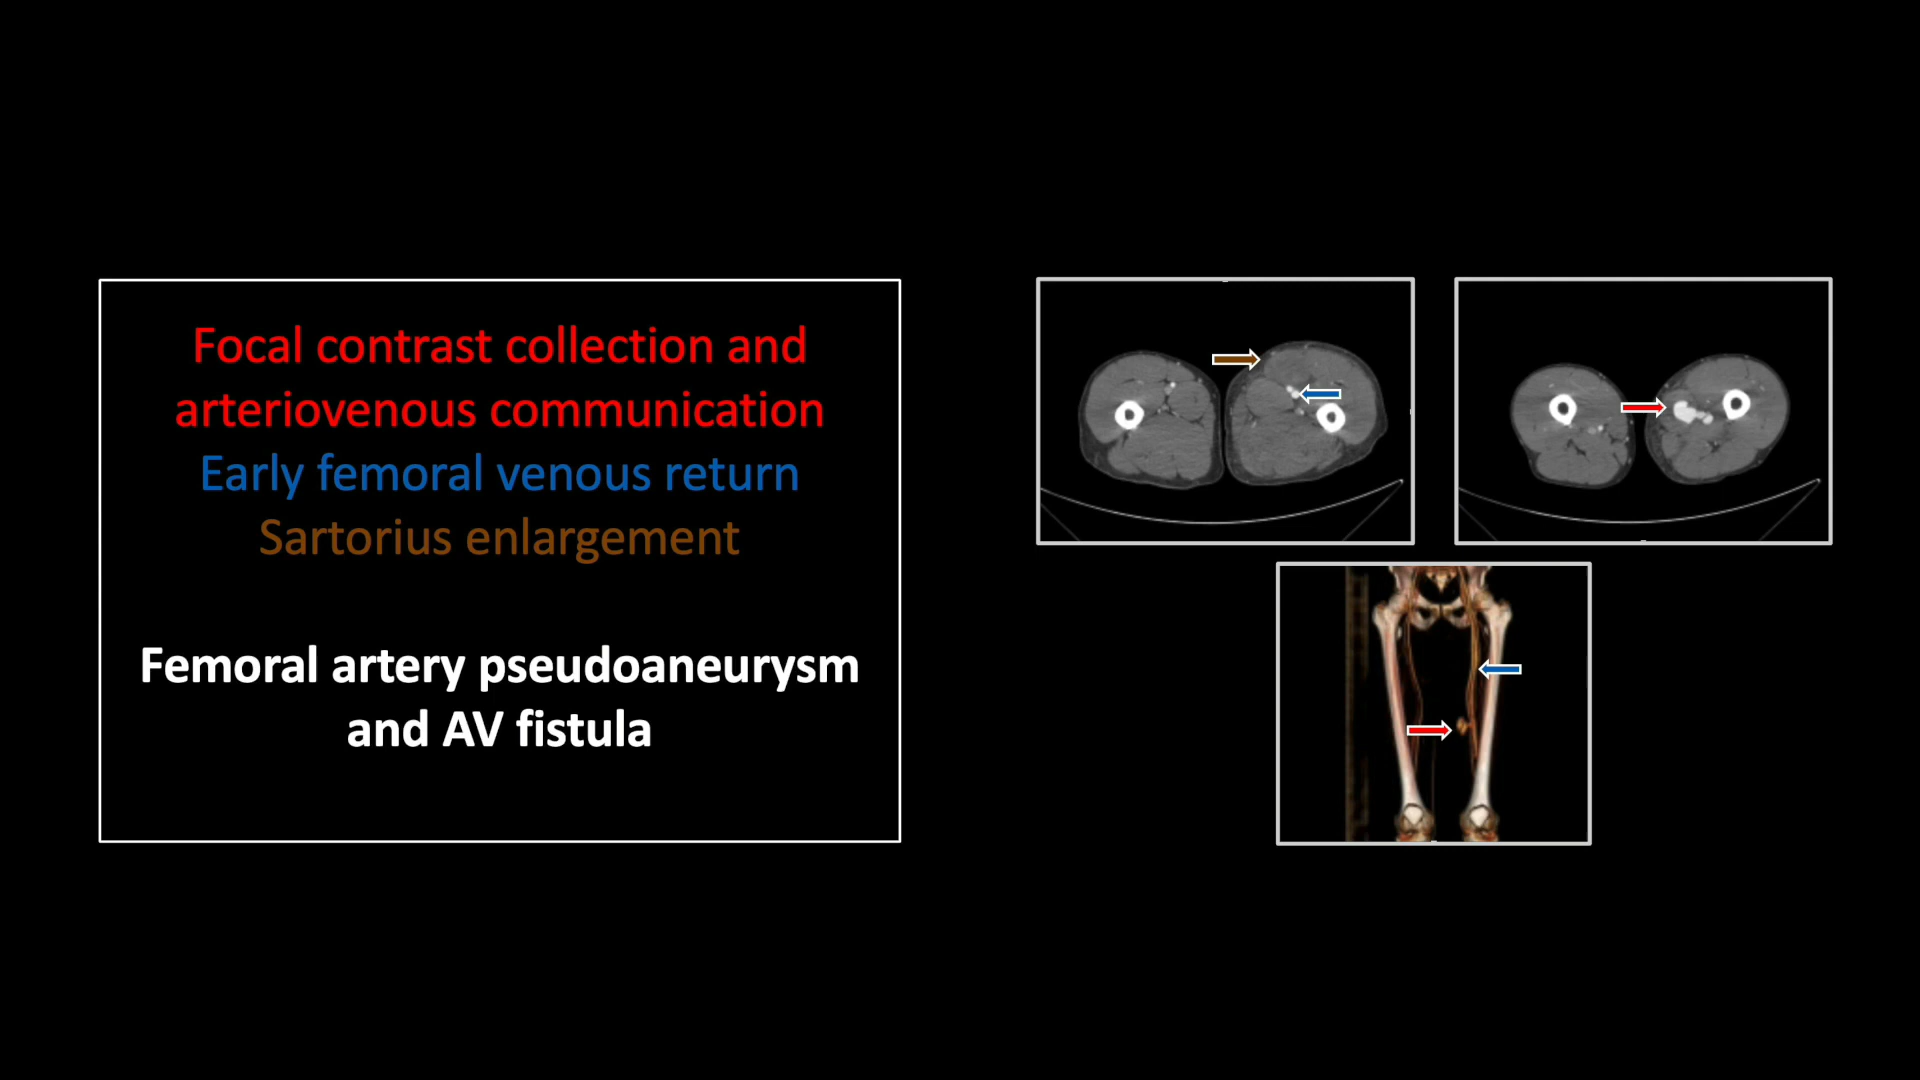 Focal contrast collection and
arteriovenous communication
Early femoral venous return
Sartorius enlargement
Femoral artery pseudoaneurysm
and AV fistula